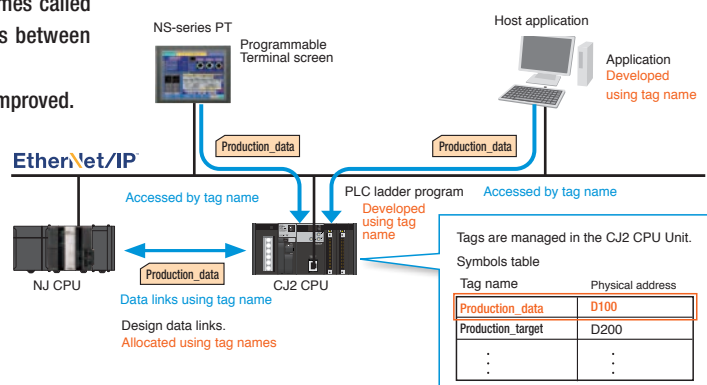 mes called
s between
mproved.
NS-series PT
Programmable
Terminal screen
Host application
Application
Developed
using tag name
Production_data
Production_data
EtherNet/IP
Accessed by tag name
PLC ladder program
Developed
using tag
name
Accessed by tag name
NJ CPU
Production_data
CJ2 CPU
Data links using tag name
Design data links.
Allocated using tag names
Tags are managed in the CJ2 CPU Unit.
Symbols table
Tag name Physical address
Production_data D100
Production_target D200